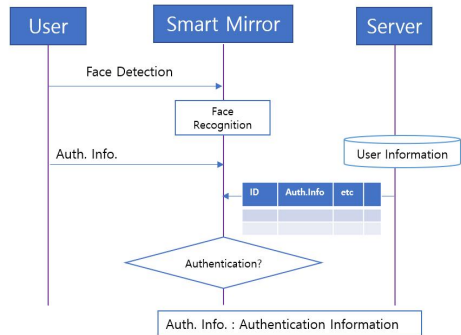 User
Smart Mirror
Server
Face Detection
Face
Recognition
Auth. Info.
User Information
ID Auth.Info etc
Authentication?
Auth. Info. : Authentication Information